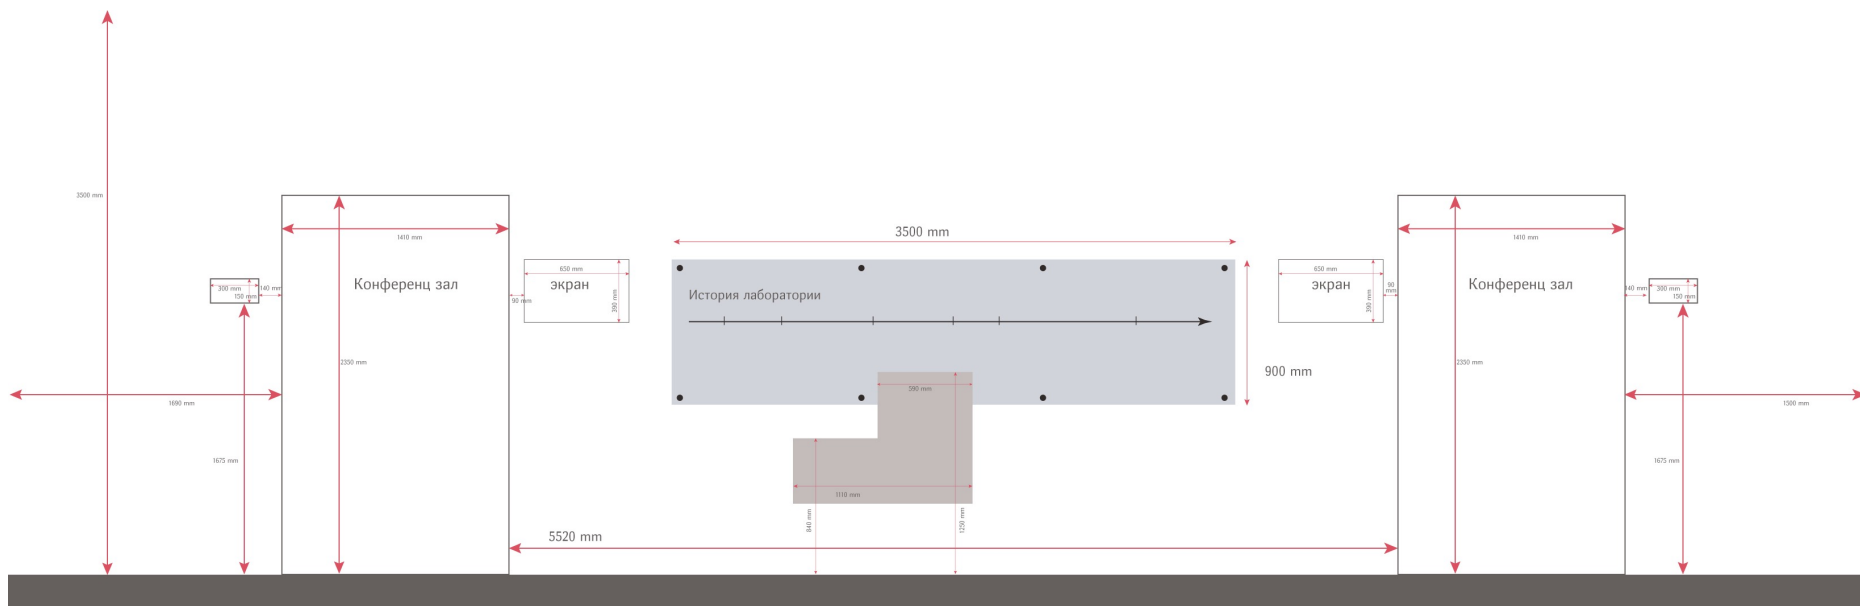 3500 mm
1410 mm
1410 mm
3500 mm
650 mm
650 mm
Конференц зал
экран
экран
Конференц зал
300 mm
150 mm
140 mm
90 mm
390 mm
История лаборатории
390 mm
90 mm
140 mm
300 mm
150 mm
2350 mm
2350 mm
900 mm
590 mm
1690 mm
1500 mm
1675 mm
1675 mm
1110 mm
840 mm
1250 mm
5520 mm